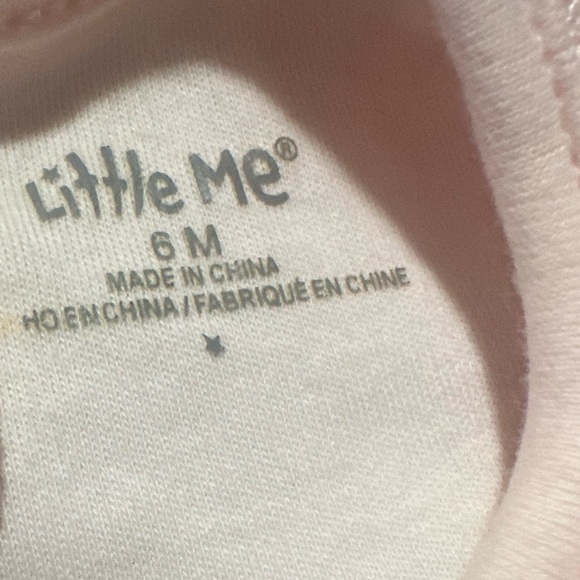 Little Me®
6 M
MADE IN CHINA
HO EN CHINA / FABRIQUÉ EN CHINE